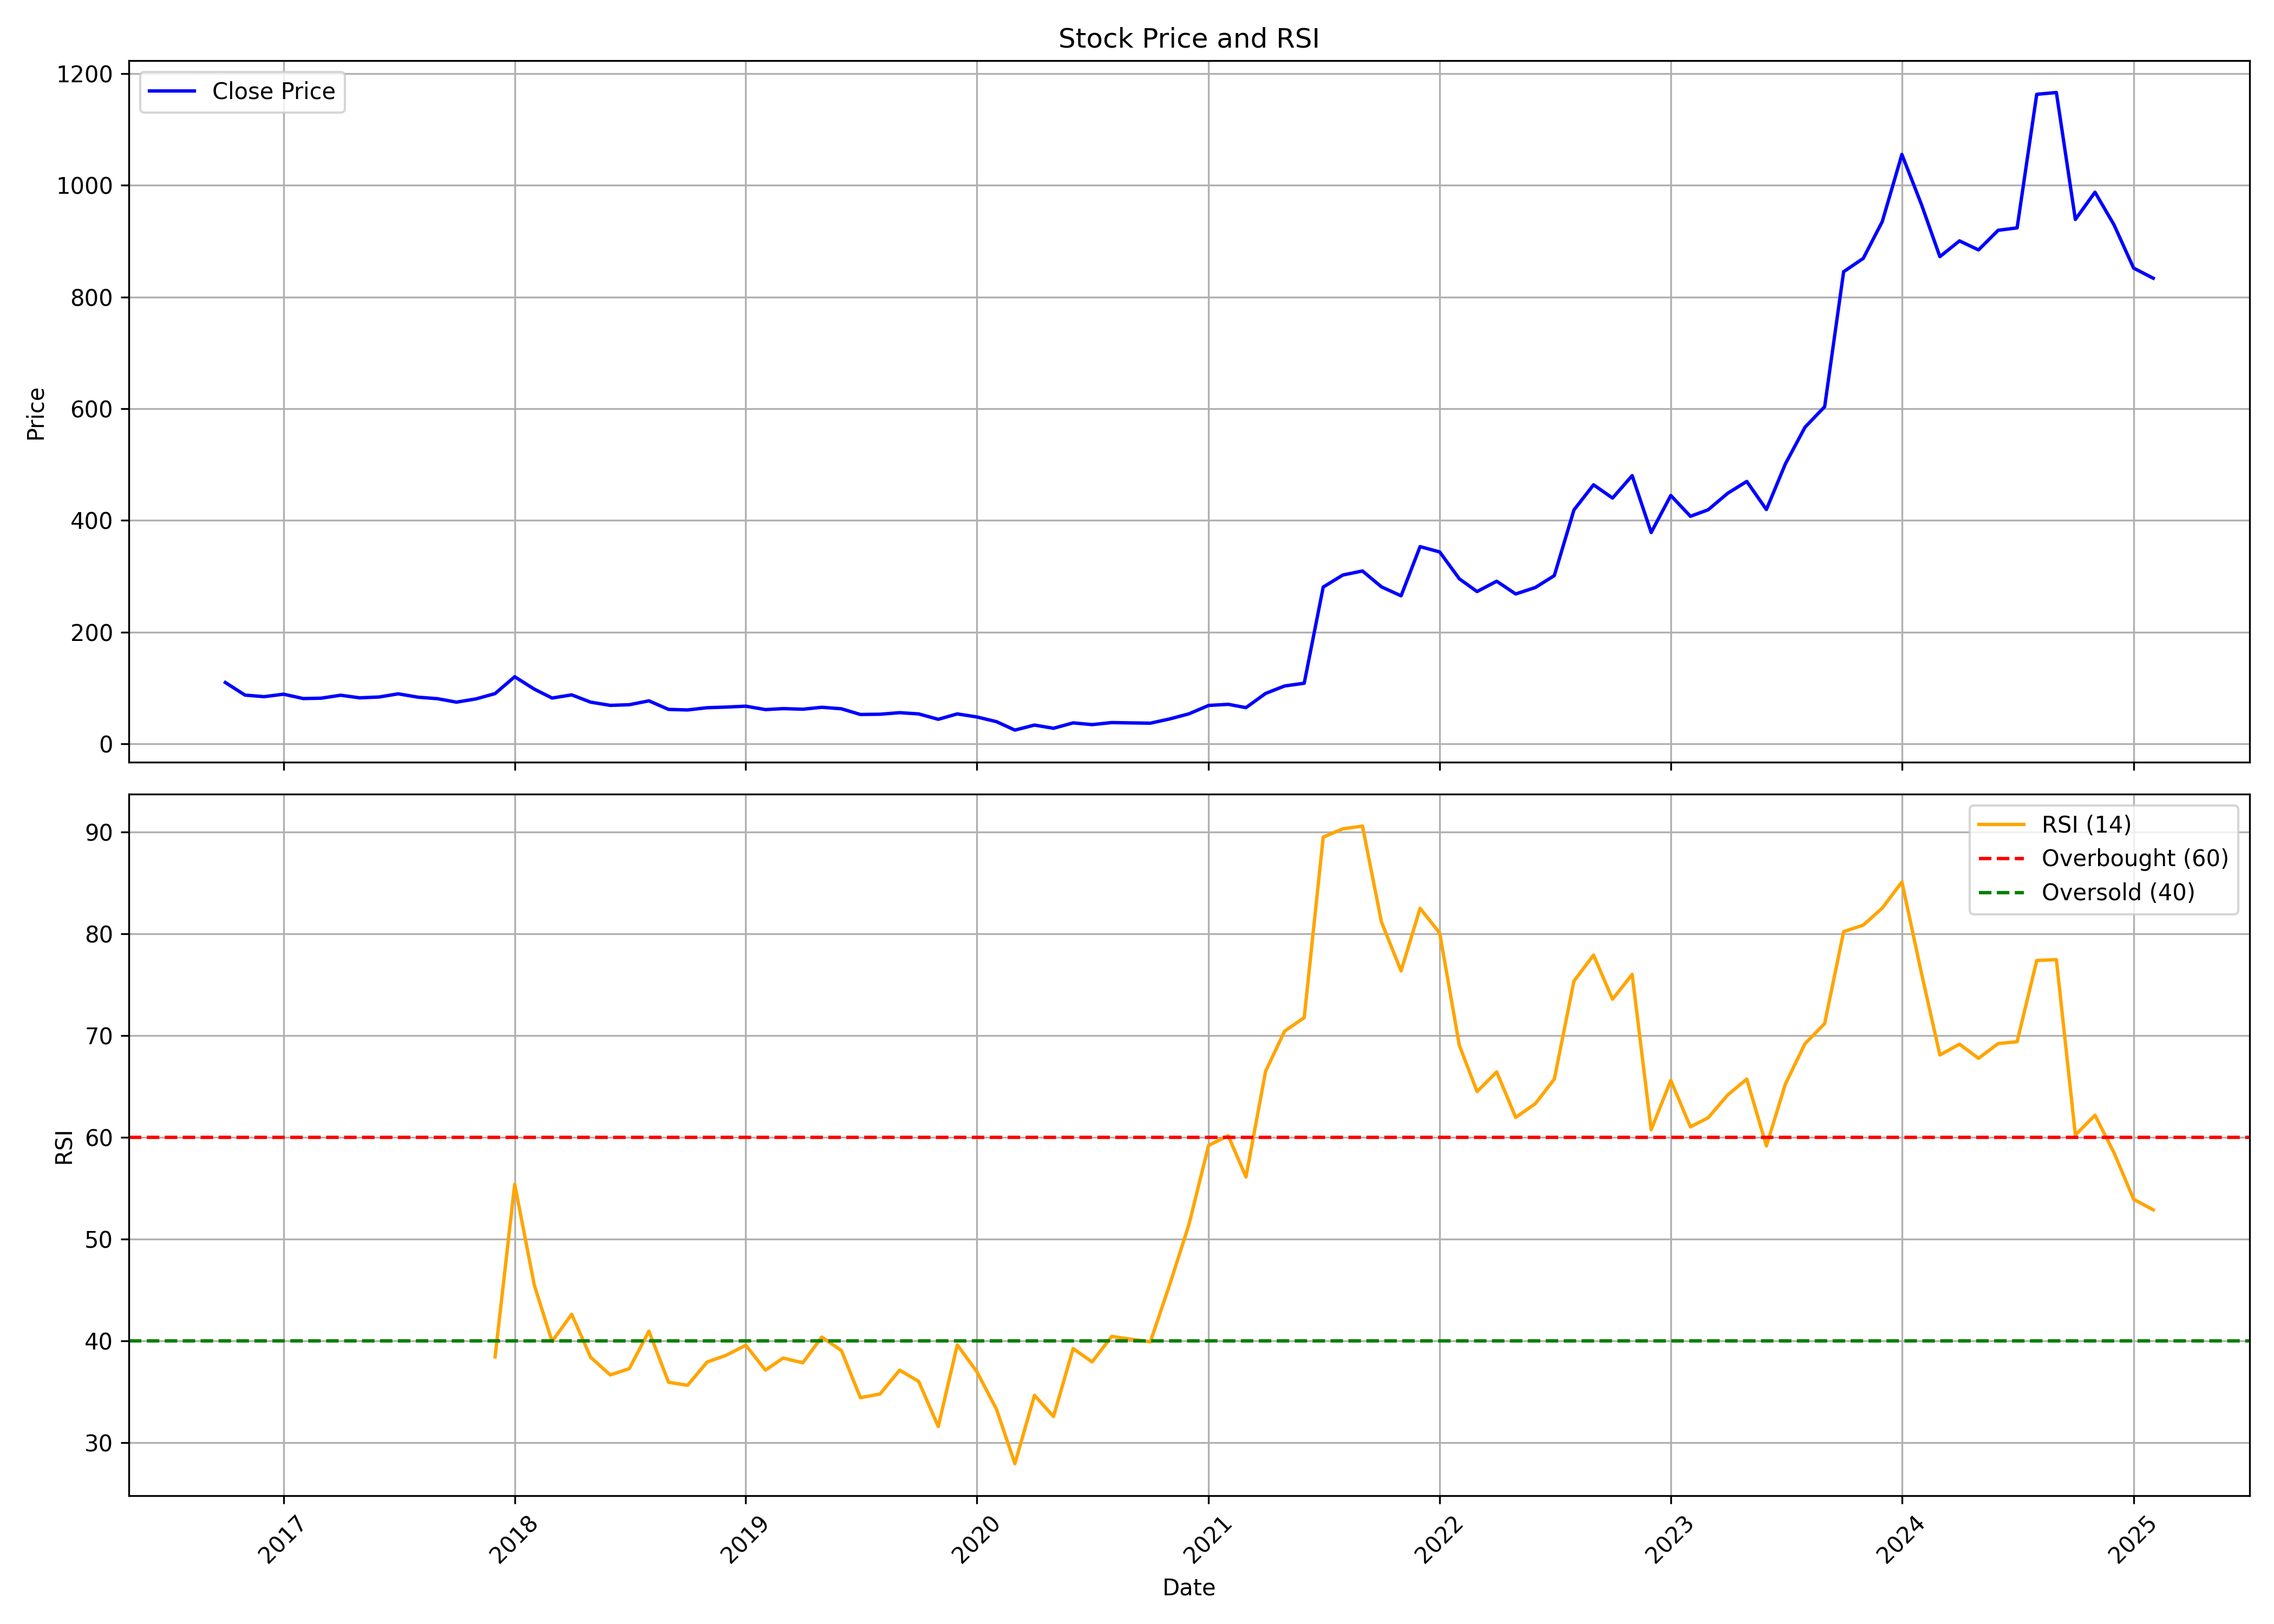 Stock Price and RSI
Close Price
1200
1000
800
600
400
200
0
Price
RSI (14)
Overbought (60)
Oversold (40)
90
80
70
60
50
40
30
RSI
2017
2018
2019
2020
2021
2022
2023
2024
2025
Date